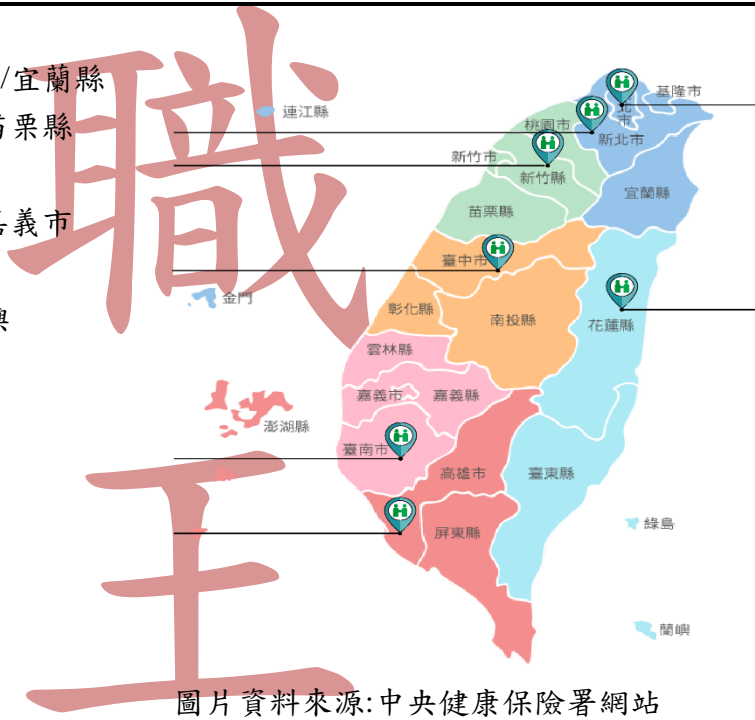 /宜蘭縣
苗栗縣
嘉義市
嶼
職
王
基隆市
連江縣
桃園市
新北市
新竹市
新竹縣
宜蘭縣
苗栗縣
臺中市
金門
彰化縣
南投縣
花蓮縣
雲林縣
嘉義市
嘉義縣
澎湖縣
臺南市
高雄市
臺東縣
綠島
屏東縣
蘭嶼
圖片資料來源:中央健康保險署網站